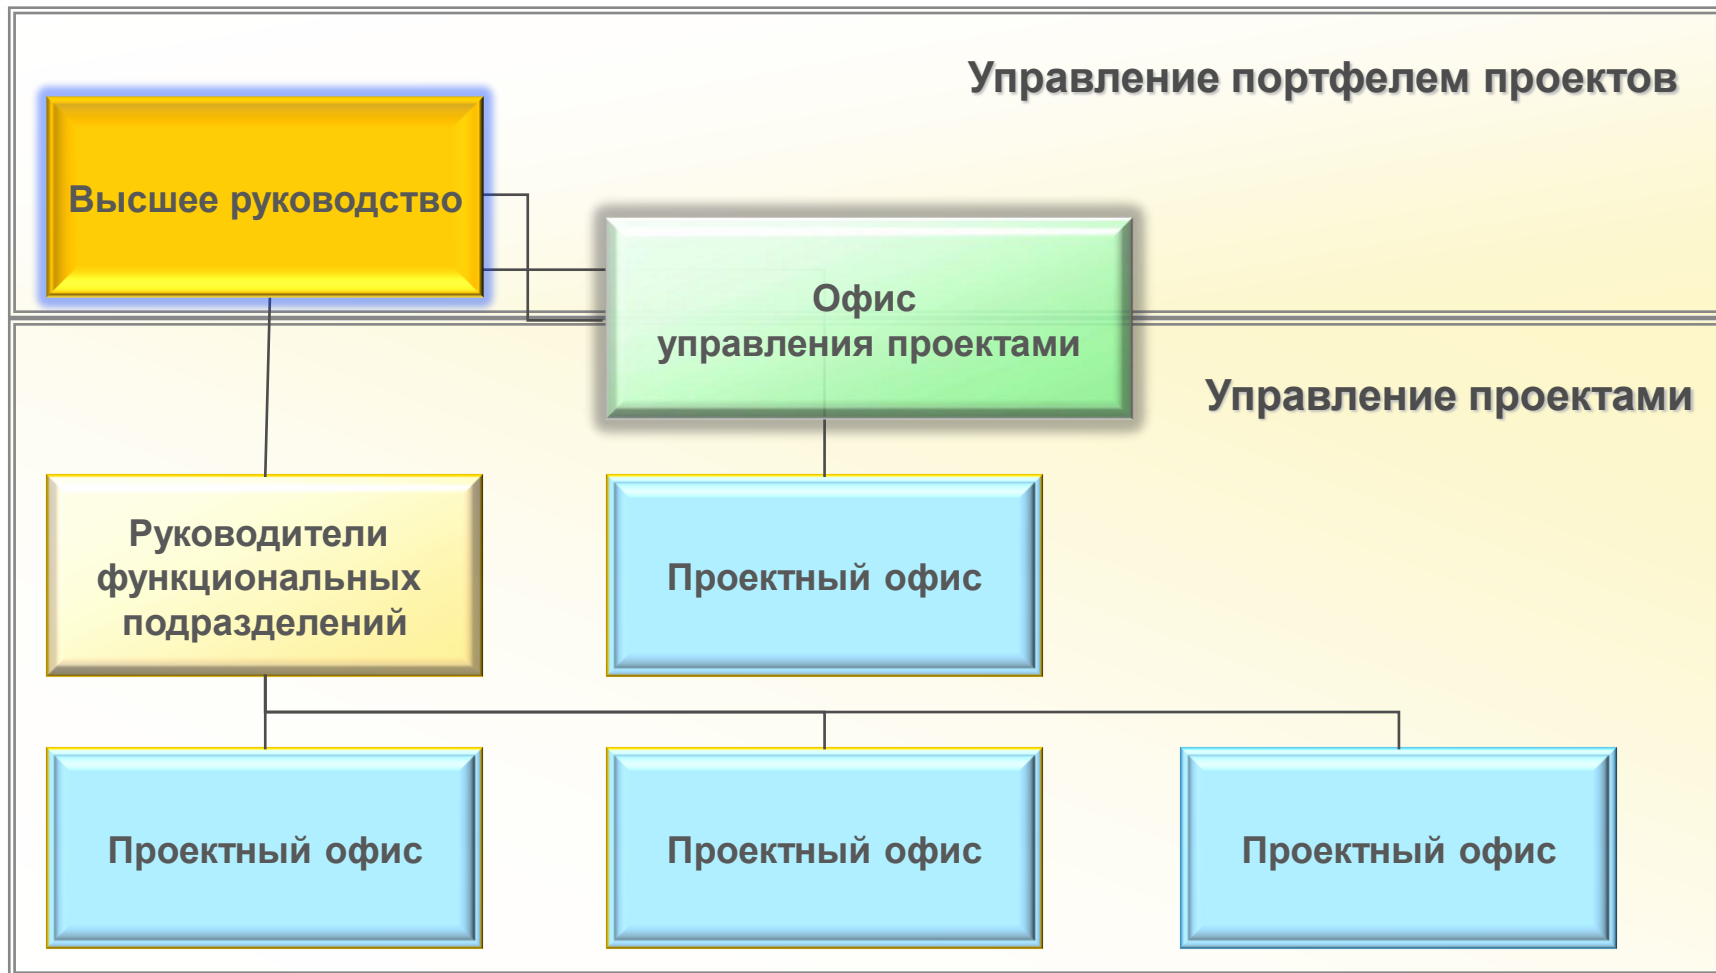 Управление портфелем проектов
Высшее руководство
Офис
управления проектами
Управление проектами
Руководители
функциональных
подразделений
Проектный офис
Проектный офис
Проектный офис
Проектный офис